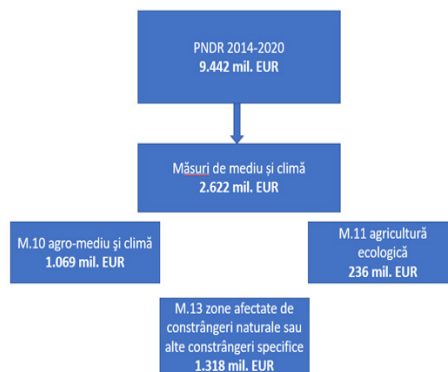 PNDR 2014-2020
9.442 mil. EUR
Măsuri de mediu și climă
2.622 mil. EUR
M.10 agro-mediu și climă
1.069 mil. EUR
M.11 agricultură
ecologică
236 mil. EUR
M.13 zone afectate de
constrângeri naturale sau
alte constrângeri specifice
1.318 mil. EUR